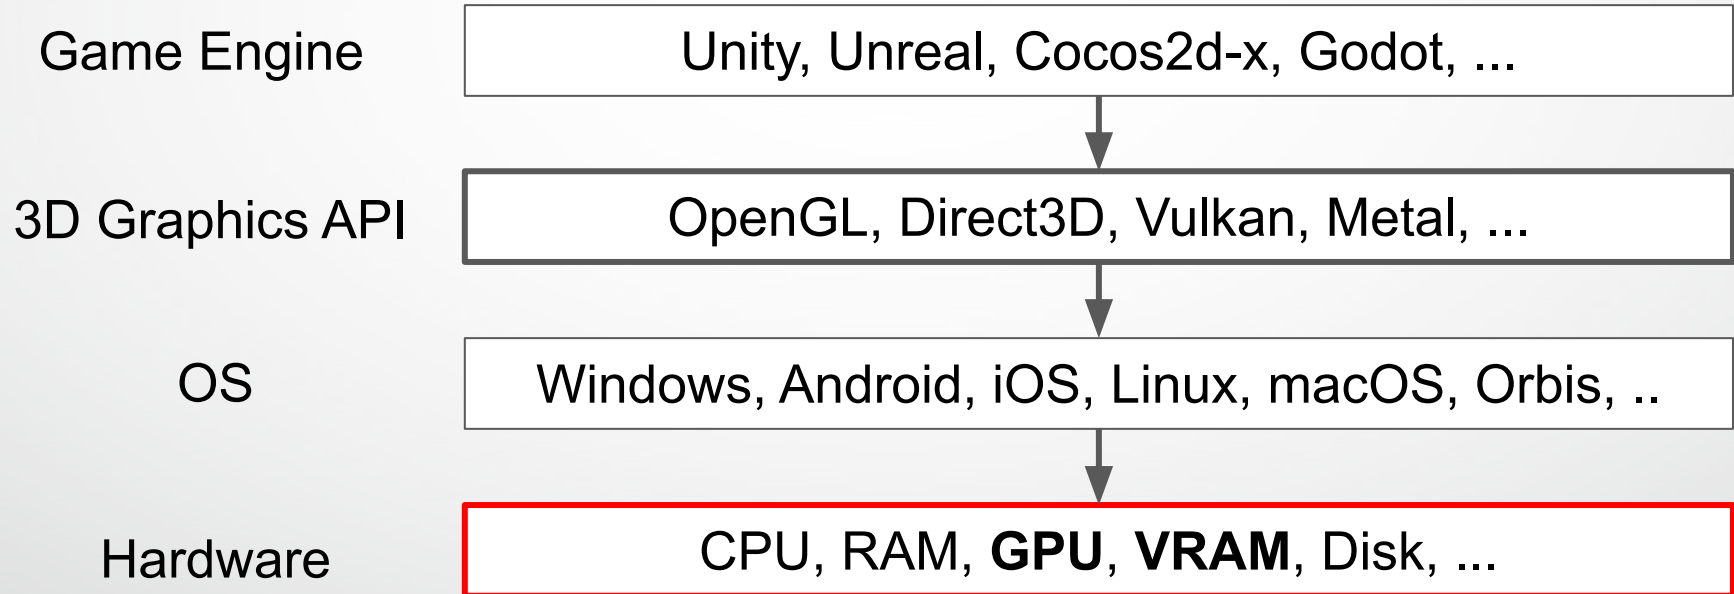 Game Engine
Unity, Unreal, Cocos2d-x, Godot, ...
3D Graphics API
OpenGL, Direct3D, Vulkan, Metal, ...
OS
Windows, Android, iOS, Linux, macOS, Orbis, ..
Hardware
CPU, RAM, GPU, VRAM, Disk, ...